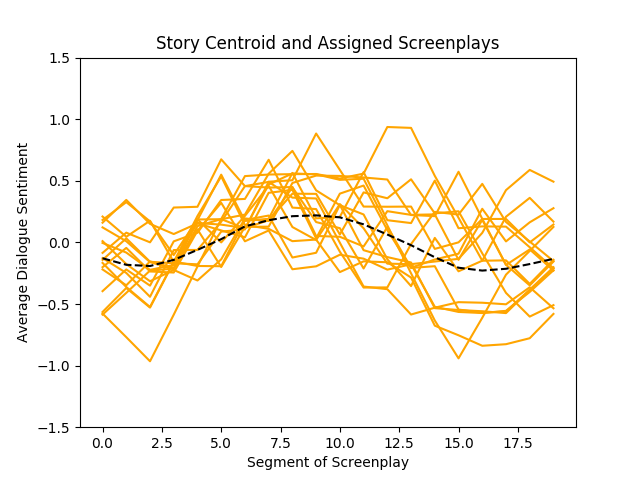 Story Centroid and Assigned Screenplays
1.5
1.0
0.5
0.0
−0.5
−1.0
−1.5
Average Dialogue Sentiment
0.0 2.5 5.0 7.5 10.0 12.5 15.0 17.5
Segment of Screenplay